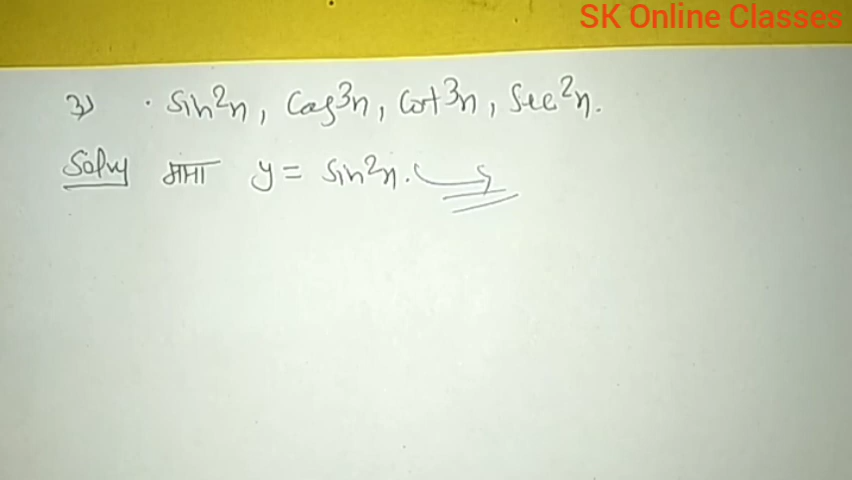 SK Online Classes
3) . Sin²x, Cos³x, Cot³x, Sec²x.
Solⁿ माना y = Sin²x.